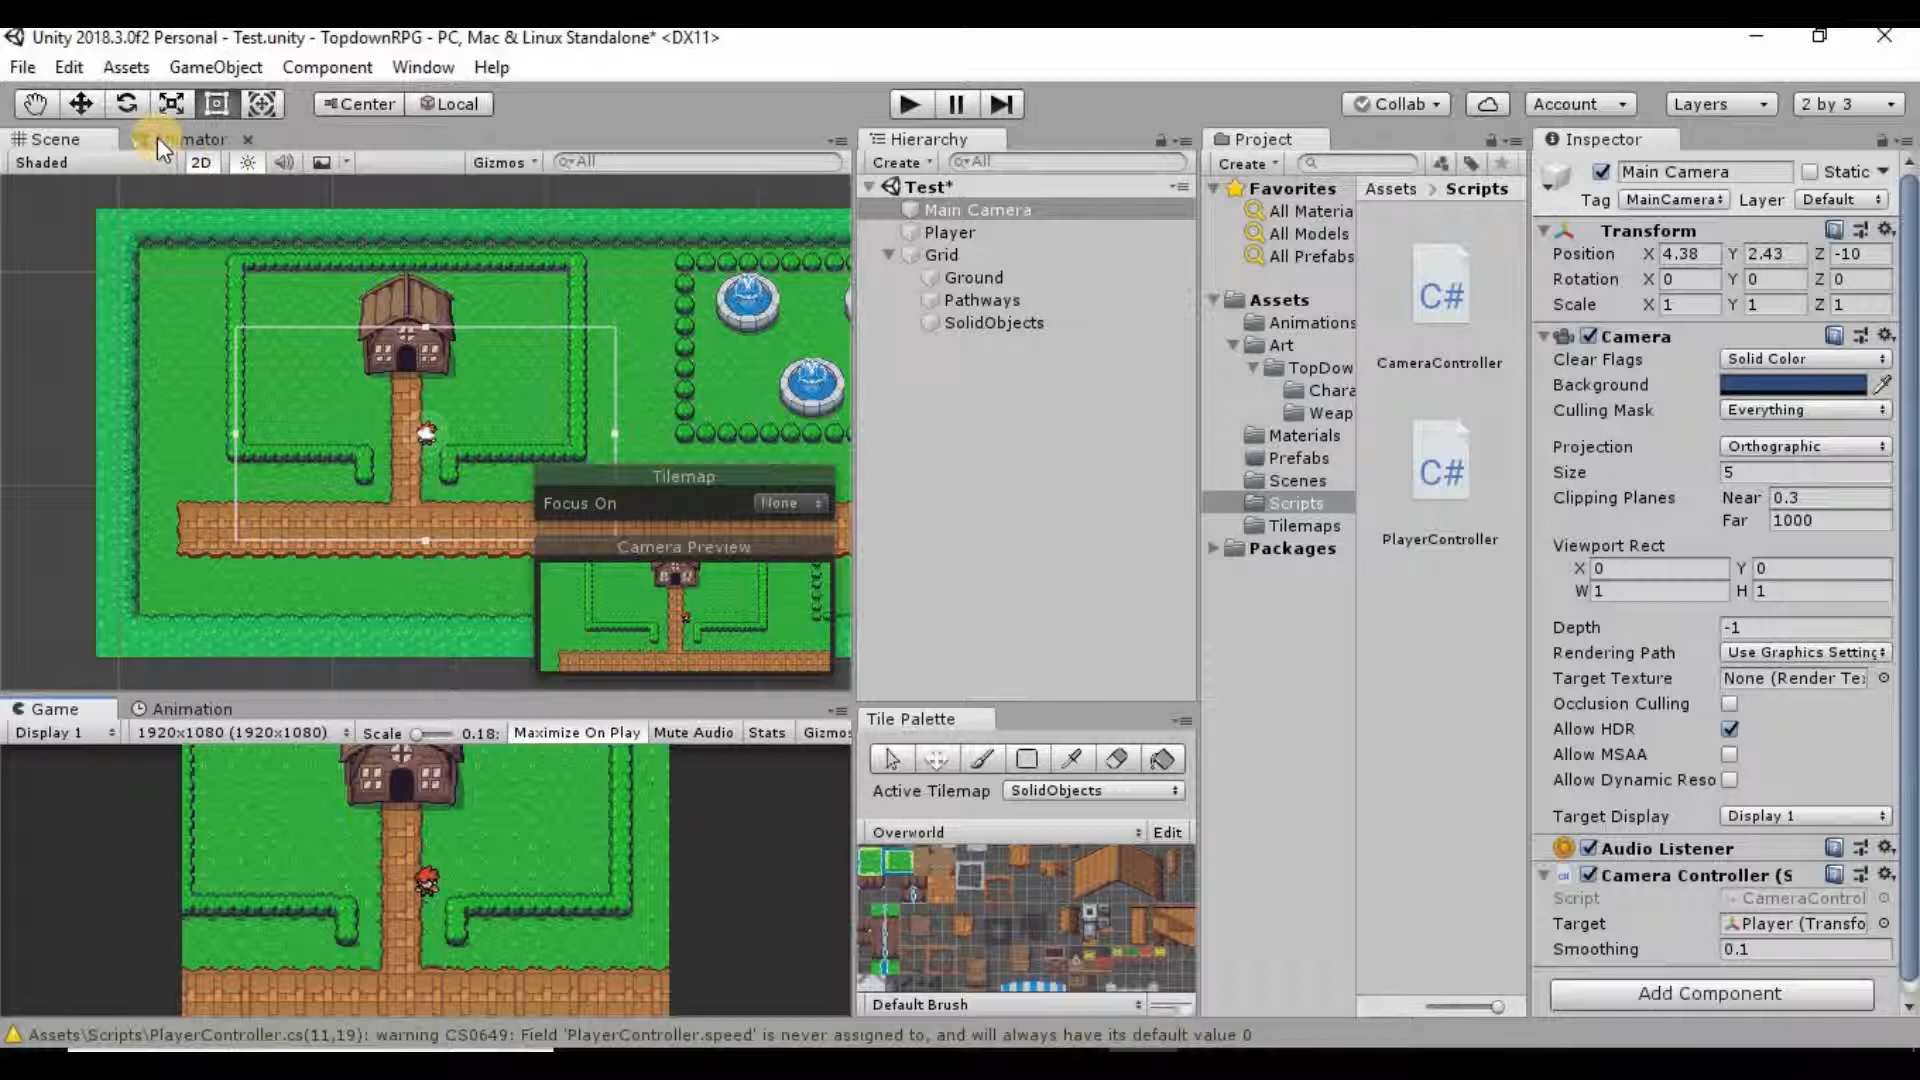 Unity 2018.3.0f2 Personal - Test.unity - TopdownRPG - PC, Mac & Linux Standalone* <DX11>
File Edit Assets GameObject Component Window Help
Center Local Collab Account Layers 2 by 3
Scene
Shaded 2D Gizmos All
Tilemap
Focus On None
Camera Preview
Game Animation
Display 1 1920x1080 (1920x1080) Scale 0.18: Maximize On Play Mute Audio Stats Gizmos
Hierarchy
Create All
Test*
Main Camera
Player
Grid
Ground
Pathways
SolidObjects
Tile Palette
Active Tilemap SolidObjects
Overworld Edit
Default Brush
Project
Create
Favorites
All Materia
All Models
All Prefabs
Assets
Animations
Art
TopDow
Chara
Weap
Materials
Prefabs
Scenes
Scripts
Tilemaps
Packages
Assets Scripts
C#
CameraController
C#
PlayerController
Inspector
Main Camera Static
Tag MainCamera Layer Default
Transform
Position X 4.38 Y 2.43 Z -10
Rotation X 0 Y 0 Z 0
Scale X 1 Y 1 Z 1
Camera
Clear Flags Solid Color
Background
Culling Mask Everything
Projection Orthographic
Size 5
Clipping Planes Near 0.3
Far 1000
Viewport Rect
X 0 Y 0
W 1 H 1
Depth -1
Rendering Path Use Graphics Setting
Target Texture None (Render Te
Occlusion Culling
Allow HDR
Allow MSAA
Allow Dynamic Reso
Target Display Display 1
Audio Listener
Camera Controller (S
Script CameraControl
Target Player (Transfo
Smoothing 0.1
Add Component
Assets\Scripts\PlayerController.cs(11,19): warning CS0649: Field 'PlayerController.speed' is never assigned to, and will always have its default value 0